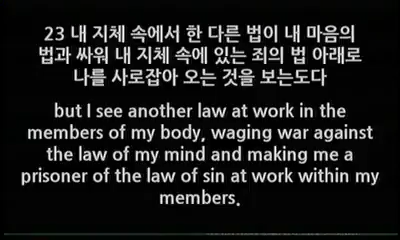 23 내 지체 속에서 한 다른 법이 내 마음의
법과 싸워 내 지체 속에 있는 죄의 법 아래로
나를 사로잡아 오는 것을 보는도다
but I see another law at work in the
members of my body, waging war against
the law of my mind and making me a
prisoner of the law of sin at work within my
members.